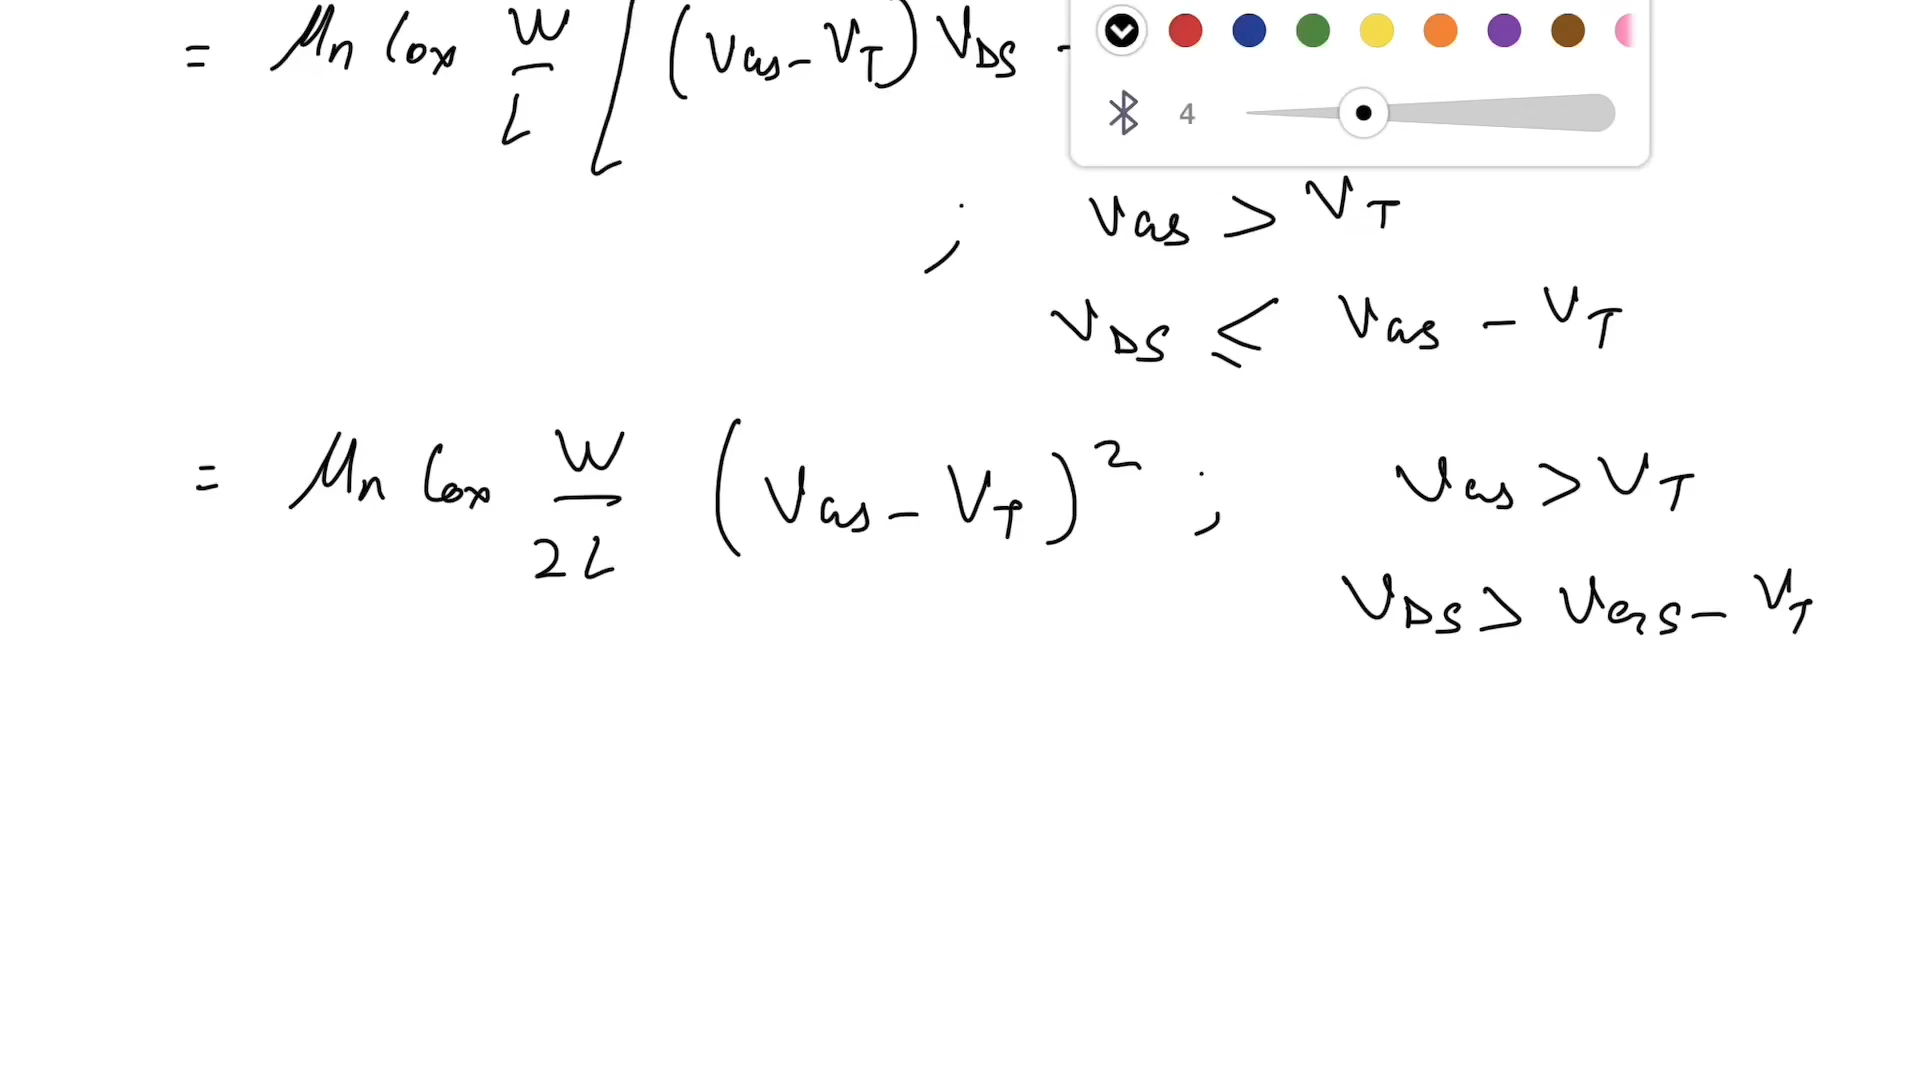 = μn Cox W/L [ (VGS - VT) VDS -
4
; VGS > VT
VDS ≤ VGS - VT
= μn Cox W/2L (VGS - VT)² ; VGS > VT
VDS > VGS - VT